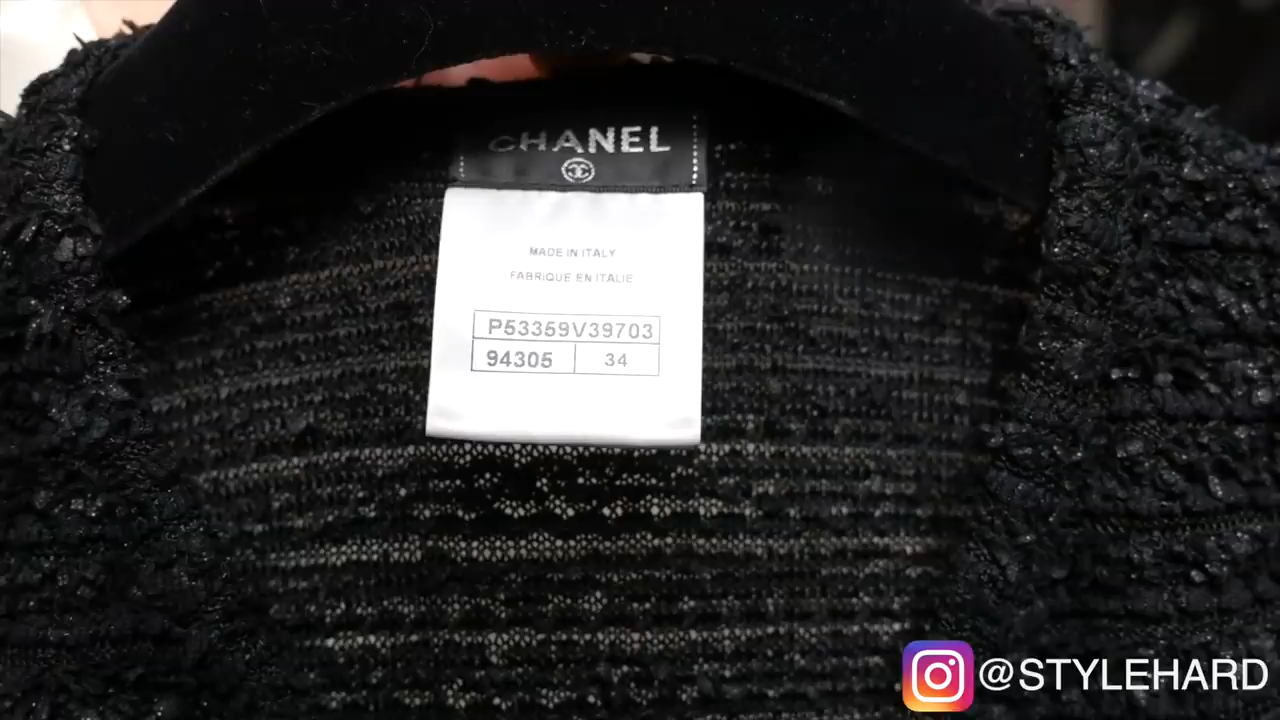 CHANEL
MADE IN ITALY
FABRIQUE EN ITALIE
P53359V39703
94305 34
@STYLEHARD